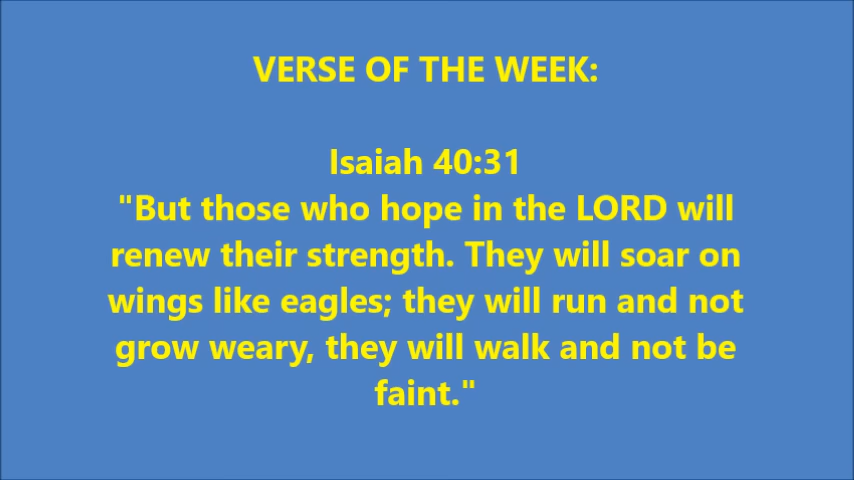 VERSE OF THE WEEK:
Isaiah 40:31
"But those who hope in the LORD will
renew their strength. They will soar on
wings like eagles; they will run and not
grow weary, they will walk and not be
faint."